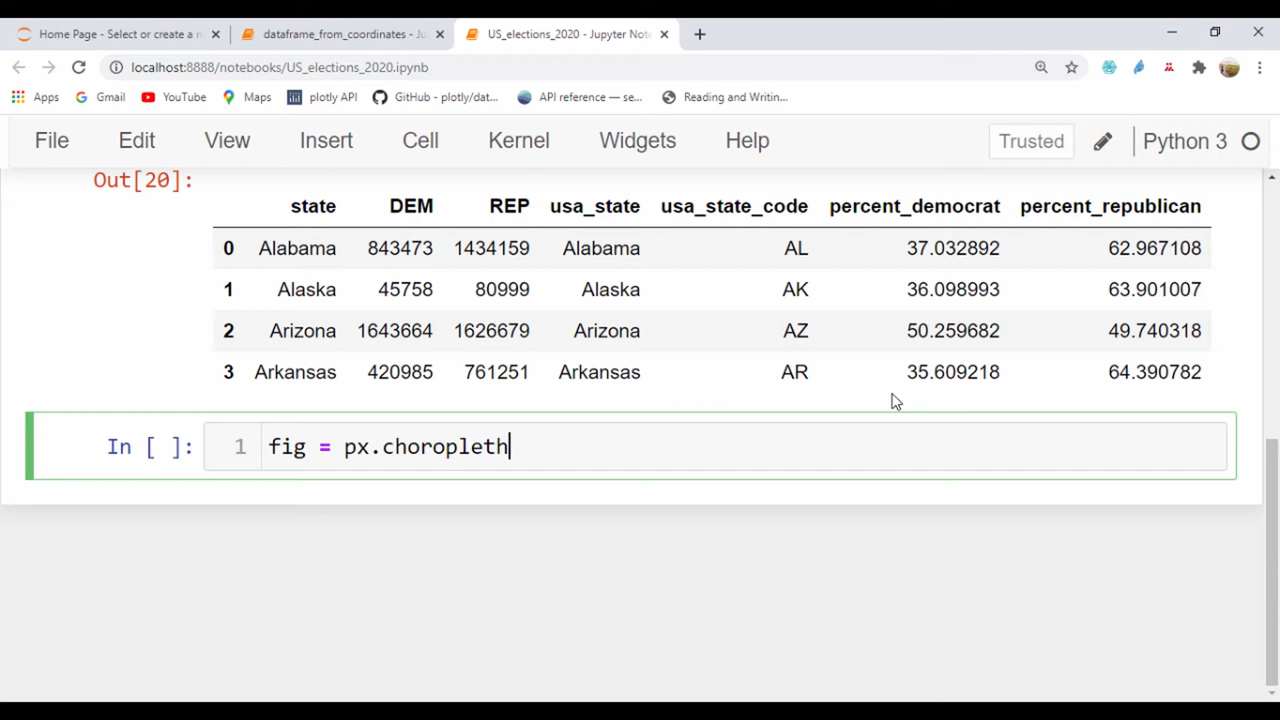 Home Page - Select or create a n
dataframe_from_coordinates - Ju
US_elections_2020 - Jupyter Note
localhost:8888/notebooks/US_elections_2020.ipynb
Apps Gmail YouTube Maps plotly API GitHub - plotly/dat... API reference — se... Reading and Writin...
File Edit View Insert Cell Kernel Widgets Help Trusted Python 3
Out[20]:
state DEM REP usa_state usa_state_code percent_democrat percent_republican
0 Alabama 843473 1434159 Alabama AL 37.032892 62.967108
1 Alaska 45758 80999 Alaska AK 36.098993 63.901007
2 Arizona 1643664 1626679 Arizona AZ 50.259682 49.740318
3 Arkansas 420985 761251 Arkansas AR 35.609218 64.390782
In [ ]: 1 fig = px.choropleth